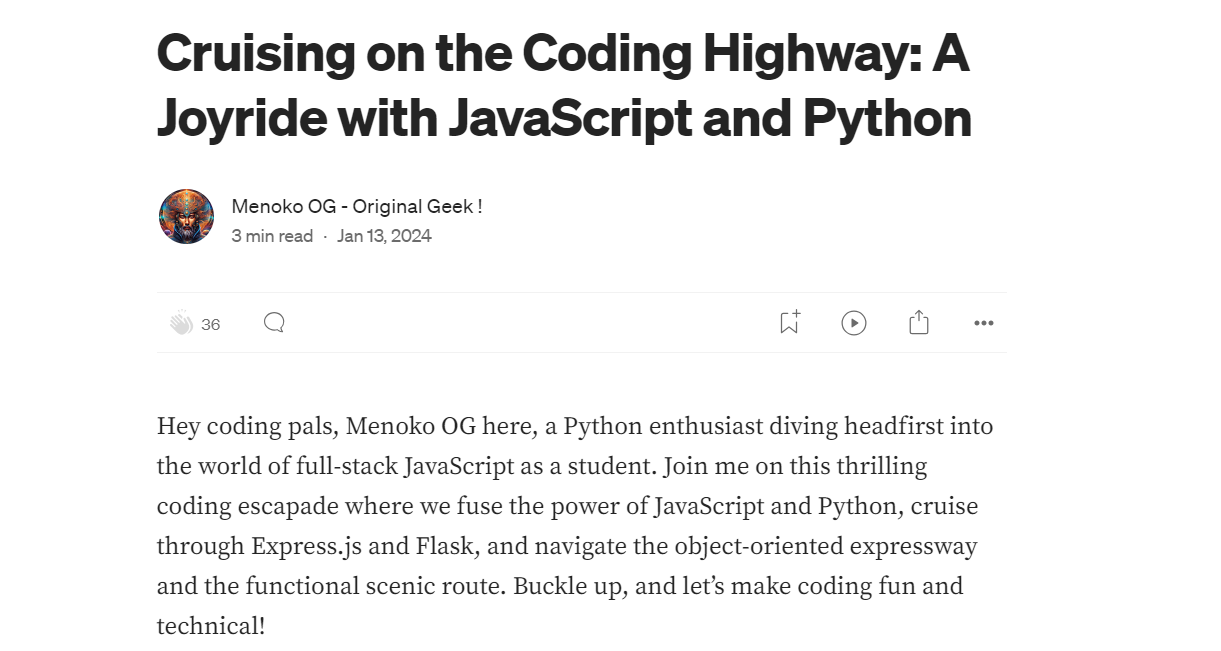 Cruising on the Coding Highway: A
Joyride with JavaScript and Python
Menoko OG - Original Geek !
3 min read · Jan 13, 2024
36
Hey coding pals, Menoko OG here, a Python enthusiast diving headfirst into
the world of full-stack JavaScript as a student. Join me on this thrilling
coding escapade where we fuse the power of JavaScript and Python, cruise
through Express.js and Flask, and navigate the object-oriented expressway
and the functional scenic route. Buckle up, and let’s make coding fun and
technical!